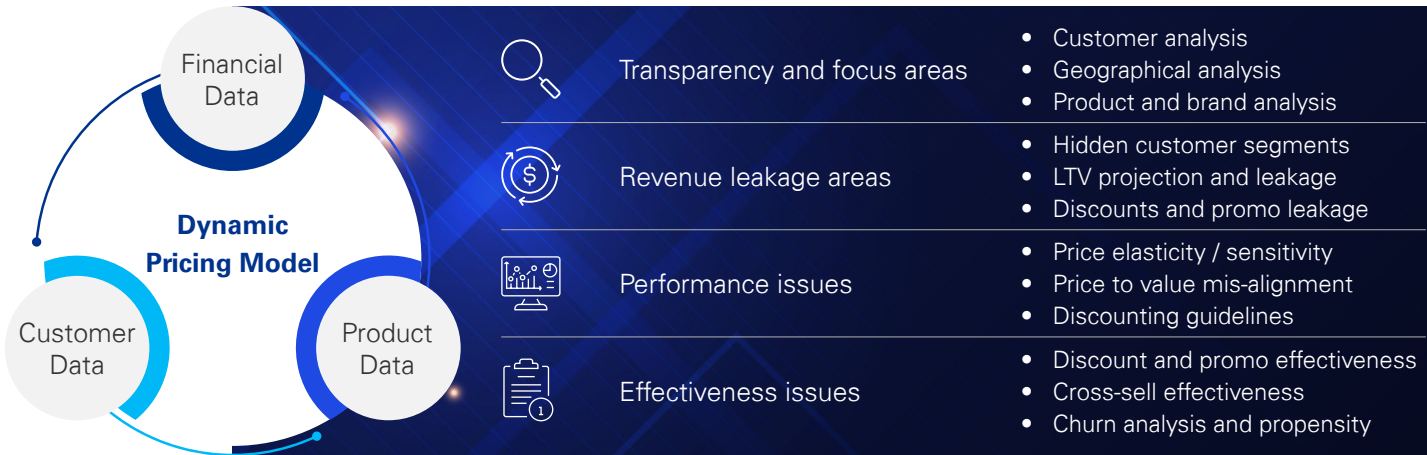 Financial
Data
Dynamic
Pricing Model
Customer
Data
Product
Data
Transparency and focus areas
• Customer analysis
• Geographical analysis
• Product and brand analysis
$
Revenue leakage areas
• Hidden customer segments
• LTV projection and leakage
• Discounts and promo leakage
Performance issues
• Price elasticity / sensitivity
• Price to value mis-alignment
• Discounting guidelines
1
Effectiveness issues
• Discount and promo effectiveness
• Cross-sell effectiveness
• Churn analysis and propensity